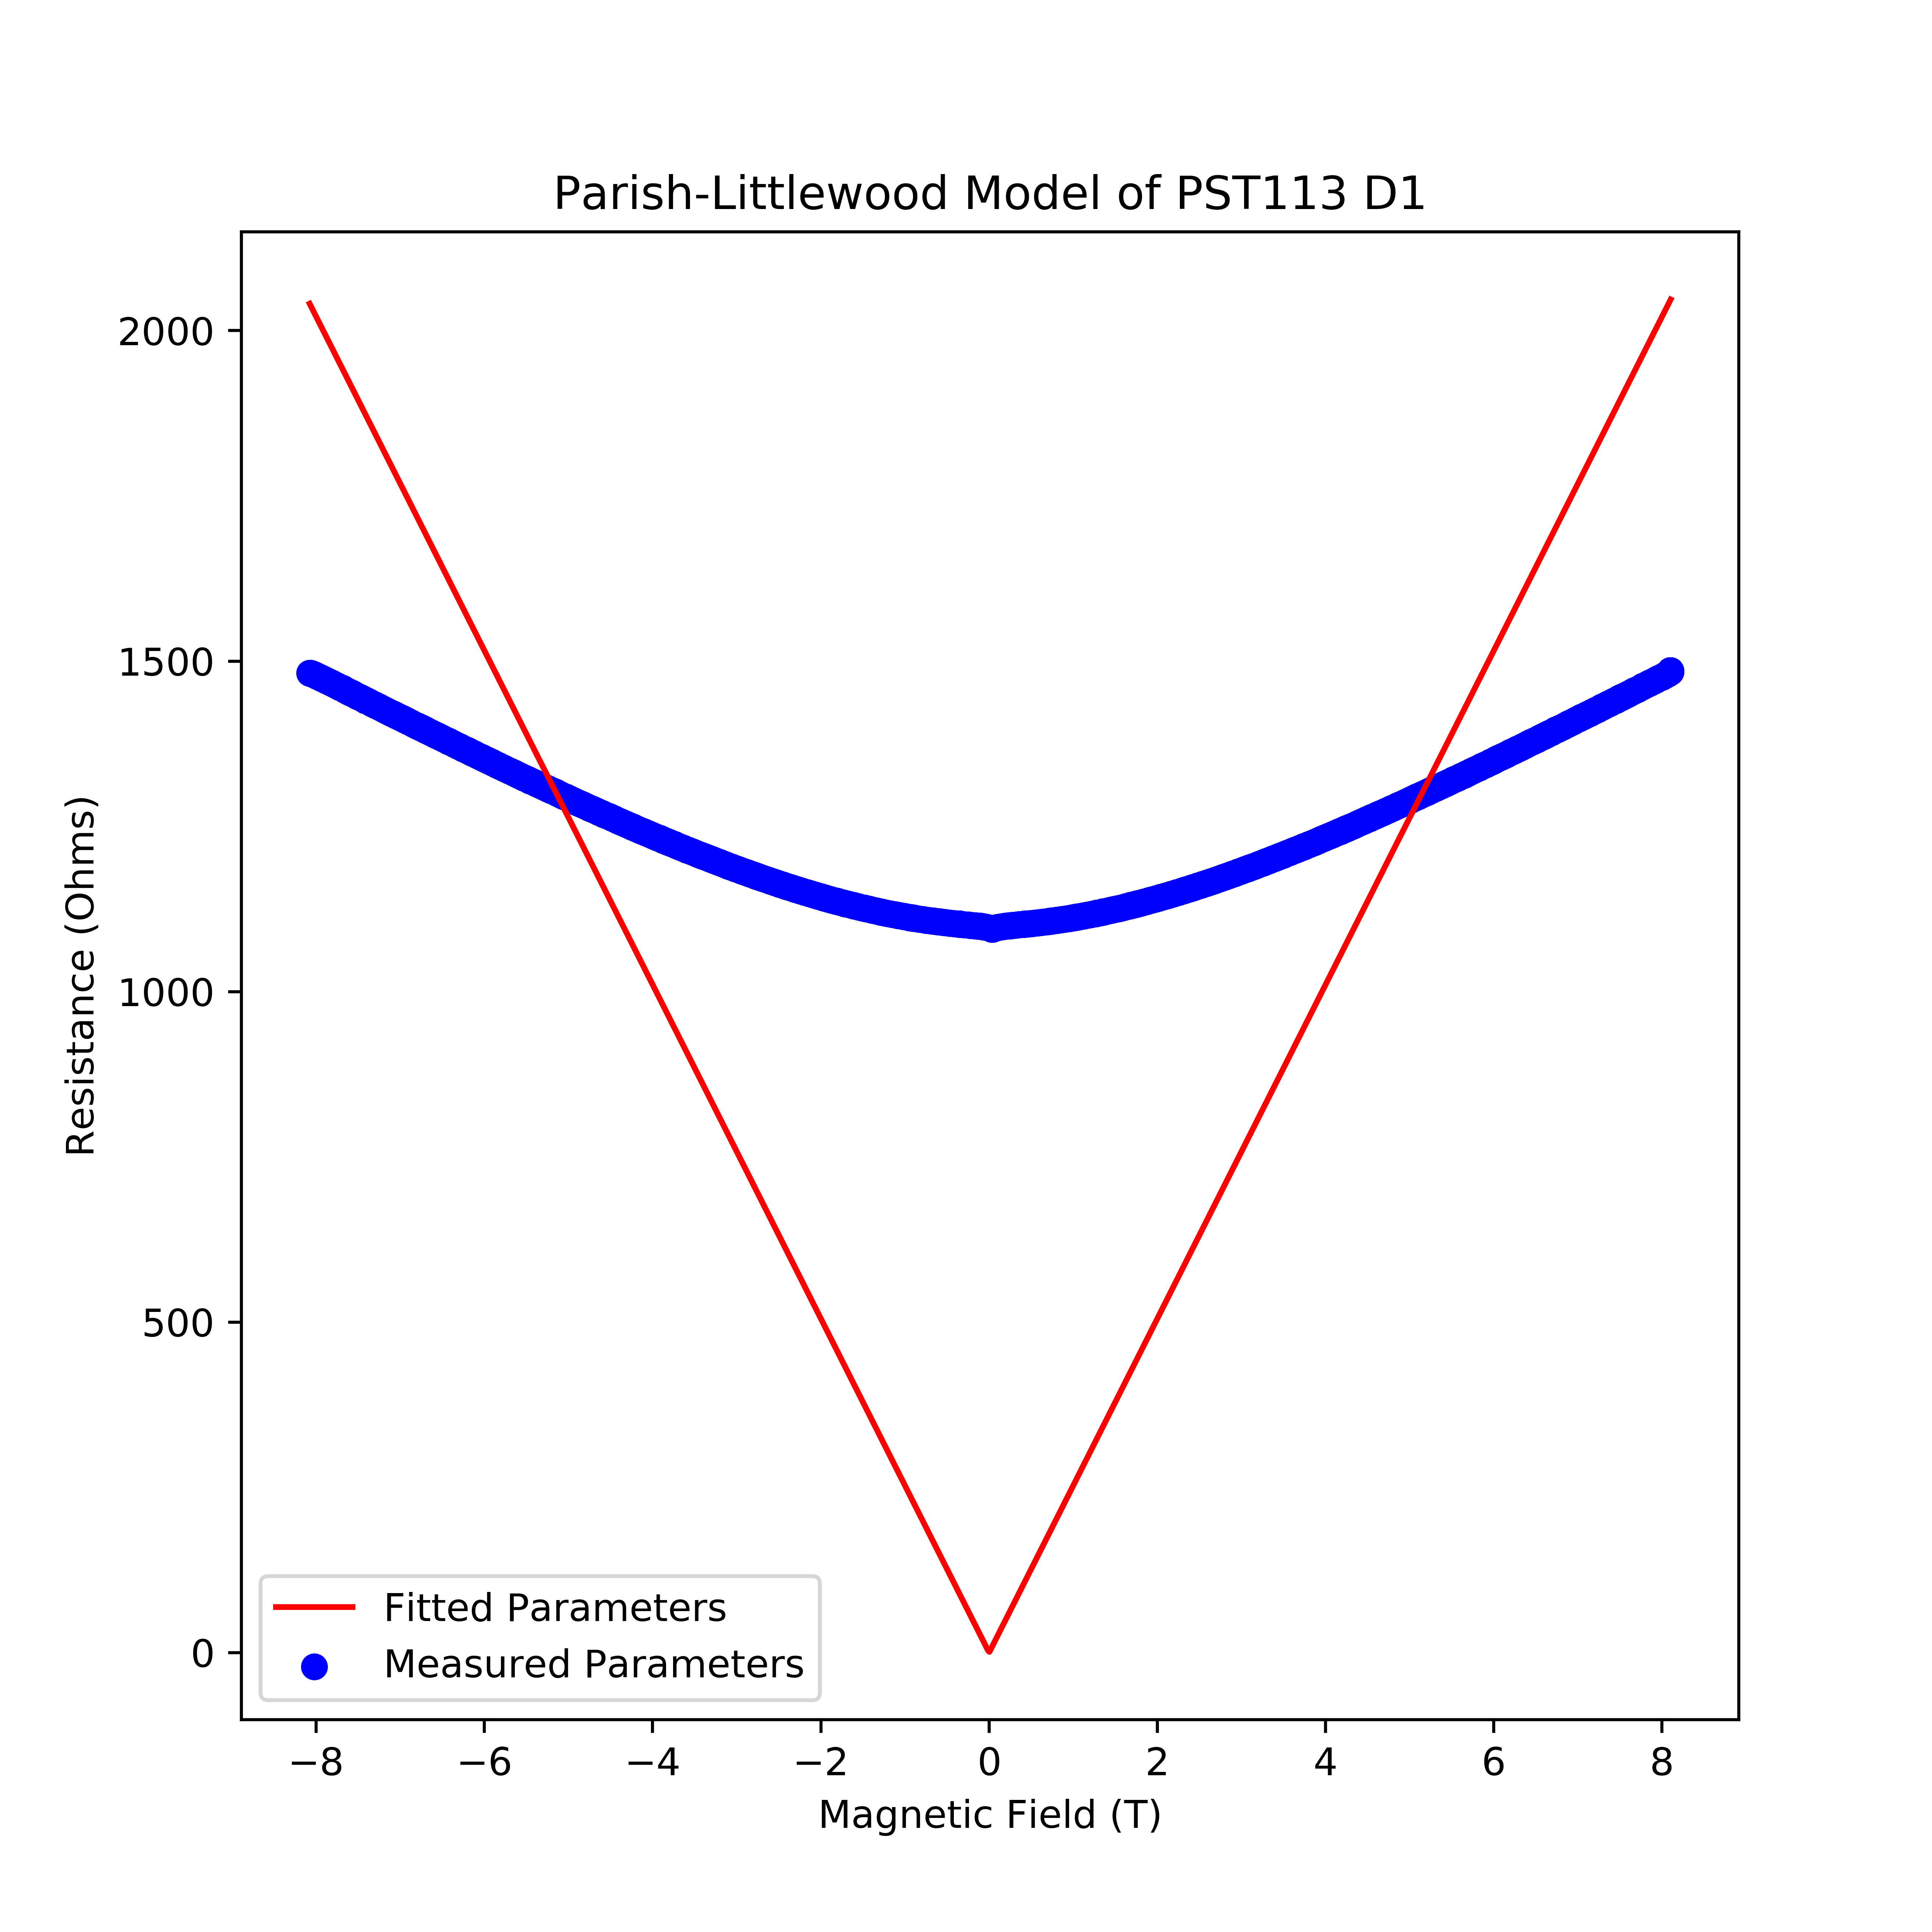 Parish-Littlewood Model of PST113 D1
2000
1500
1000
500
0
Resistance (Ohms)
Fitted Parameters
Measured Parameters
−8 −6 −4 −2 0 2 4 6 8
Magnetic Field (T)